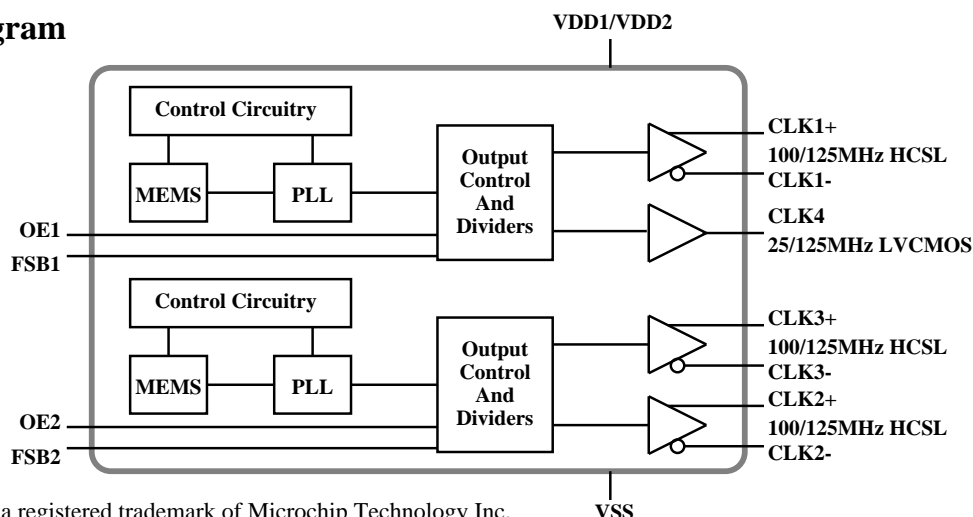 gram
VDD1/VDD2
Control Circuitry
MEMS
PLL
Output
Control
And
Dividers
OE1
FSB1
CLK1+
100/125MHz HCSL
CLK1-
CLK4
25/125MHz LVCMOS
Control Circuitry
MEMS
PLL
Output
Control
And
Dividers
OE2
FSB2
CLK3+
100/125MHz HCSL
CLK3-
CLK2+
100/125MHz HCSL
CLK2-
VSS
a registered trademark of Microchip Technology Inc.